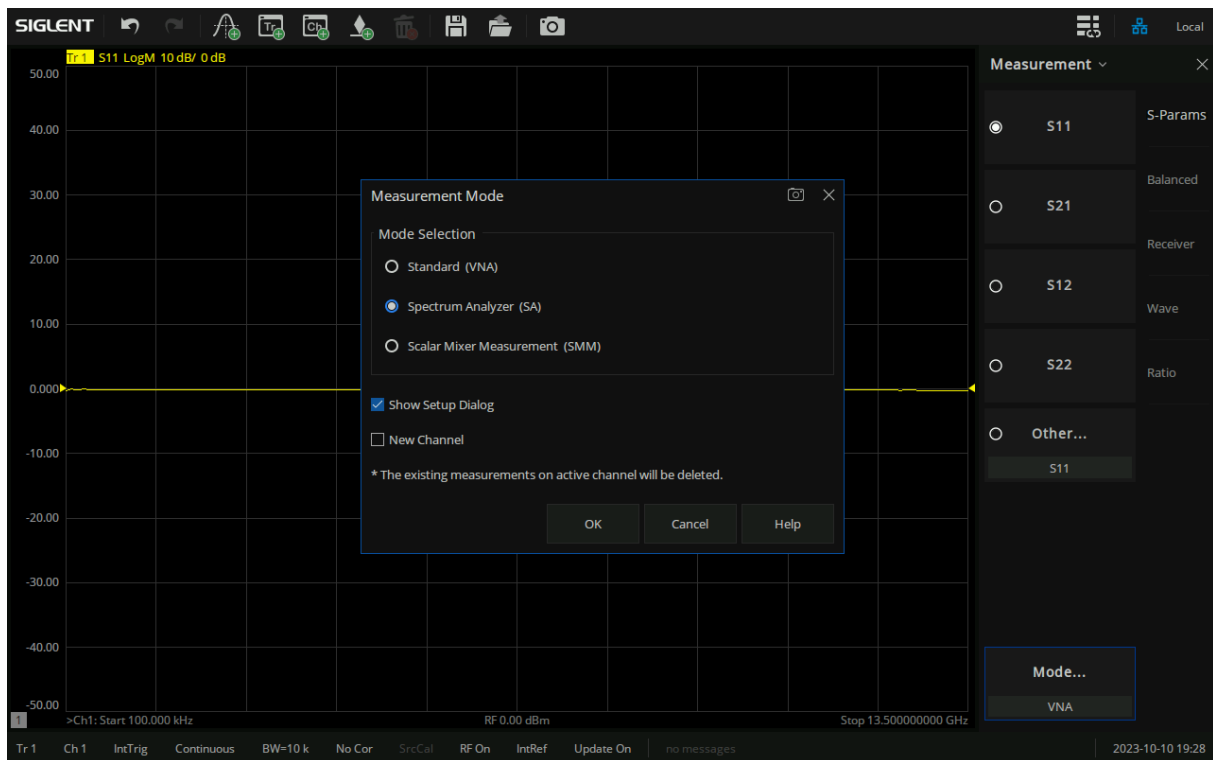 SIGLENT Tr Ch Local
Tr 1 S11 LogM 10 dB/ 0 dB
50.00
40.00
30.00
20.00
10.00
0.000
-10.00
-20.00
-30.00
-40.00
-50.00
1 >Ch1: Start 100.000 kHz RF 0.00 dBm Stop 13.500000000 GHz
Measurement Mode
Mode Selection
Standard (VNA)
Spectrum Analyzer (SA)
Scalar Mixer Measurement (SMM)
Show Setup Dialog
New Channel
* The existing measurements on active channel will be deleted.
OK Cancel Help
Measurement
S11
S21
S12
S22
Other...
S11
Mode...
VNA
S-Params
Balanced
Receiver
Wave
Ratio
Tr 1 Ch 1 IntTrig Continuous BW=10 k No Cor SrcCal RF On IntRef Update On no messages 2023-10-10 19:28